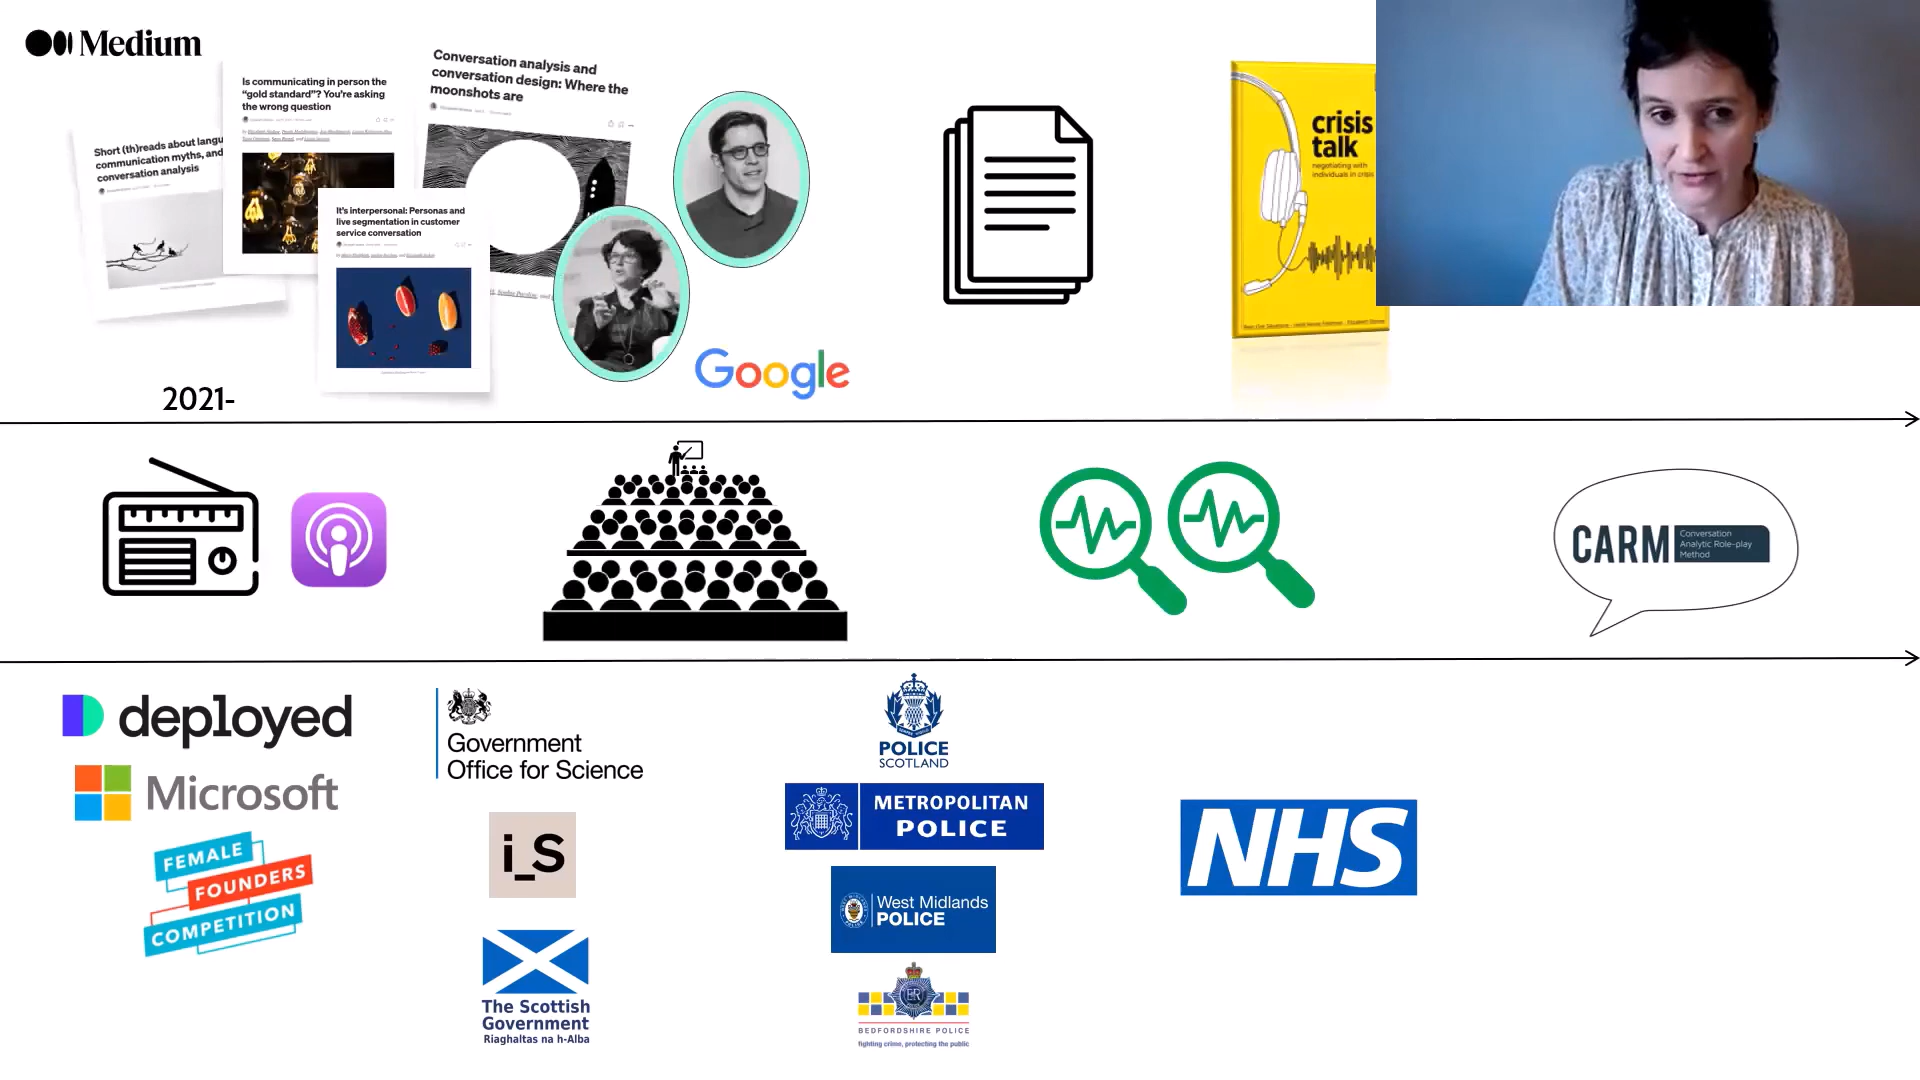 Medium
Short (th)reads about langu
communication myths, and
conversation analysis
Is communicating in person the
“gold standard”? You’re asking
the wrong question
It’s interpersonal: Personas and
live segmentation in customer
service conversation
Conversation analysis and
conversation design: Where the
moonshots are
Google
crisis
talk
negotiating with
individuals in crisis
2021-
CARM
Conversation
Analytic Role-play
Method
deployed
Microsoft
FEMALE
FOUNDERS
COMPETITION
Government
Office for Science
i_S
The Scottish
Government
Riaghaltas na h-Alba
POLICE
SCOTLAND
METROPOLITAN
POLICE
West Midlands
POLICE
ER
BEDFORDSHIRE POLICE
fighting crime, protecting the public
NHS